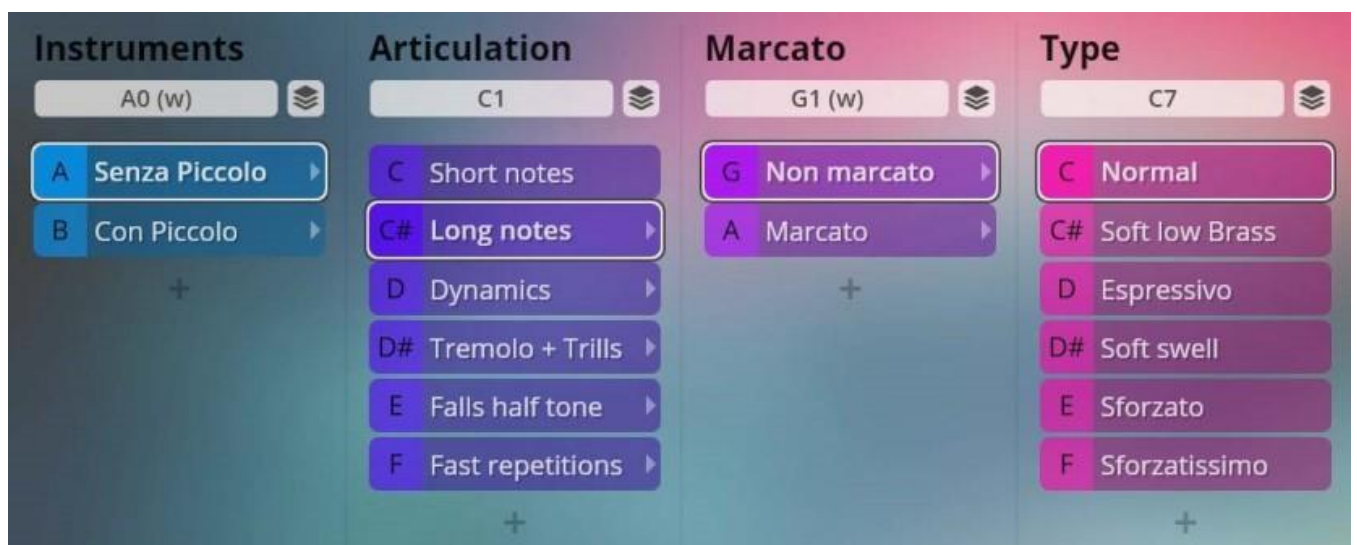 Instruments
A0 (w)
A Senza Piccolo
B Con Piccolo
+
Articulation
C1
C Short notes
C# Long notes
D Dynamics
D# Tremolo + Trills
E Falls half tone
F Fast repetitions
+
Marcato
G1 (w)
G Non marcato
A Marcato
+
Type
C7
C Normal
C# Soft low Brass
D Espressivo
D# Soft swell
E Sforzato
F Sforzatissimo
+